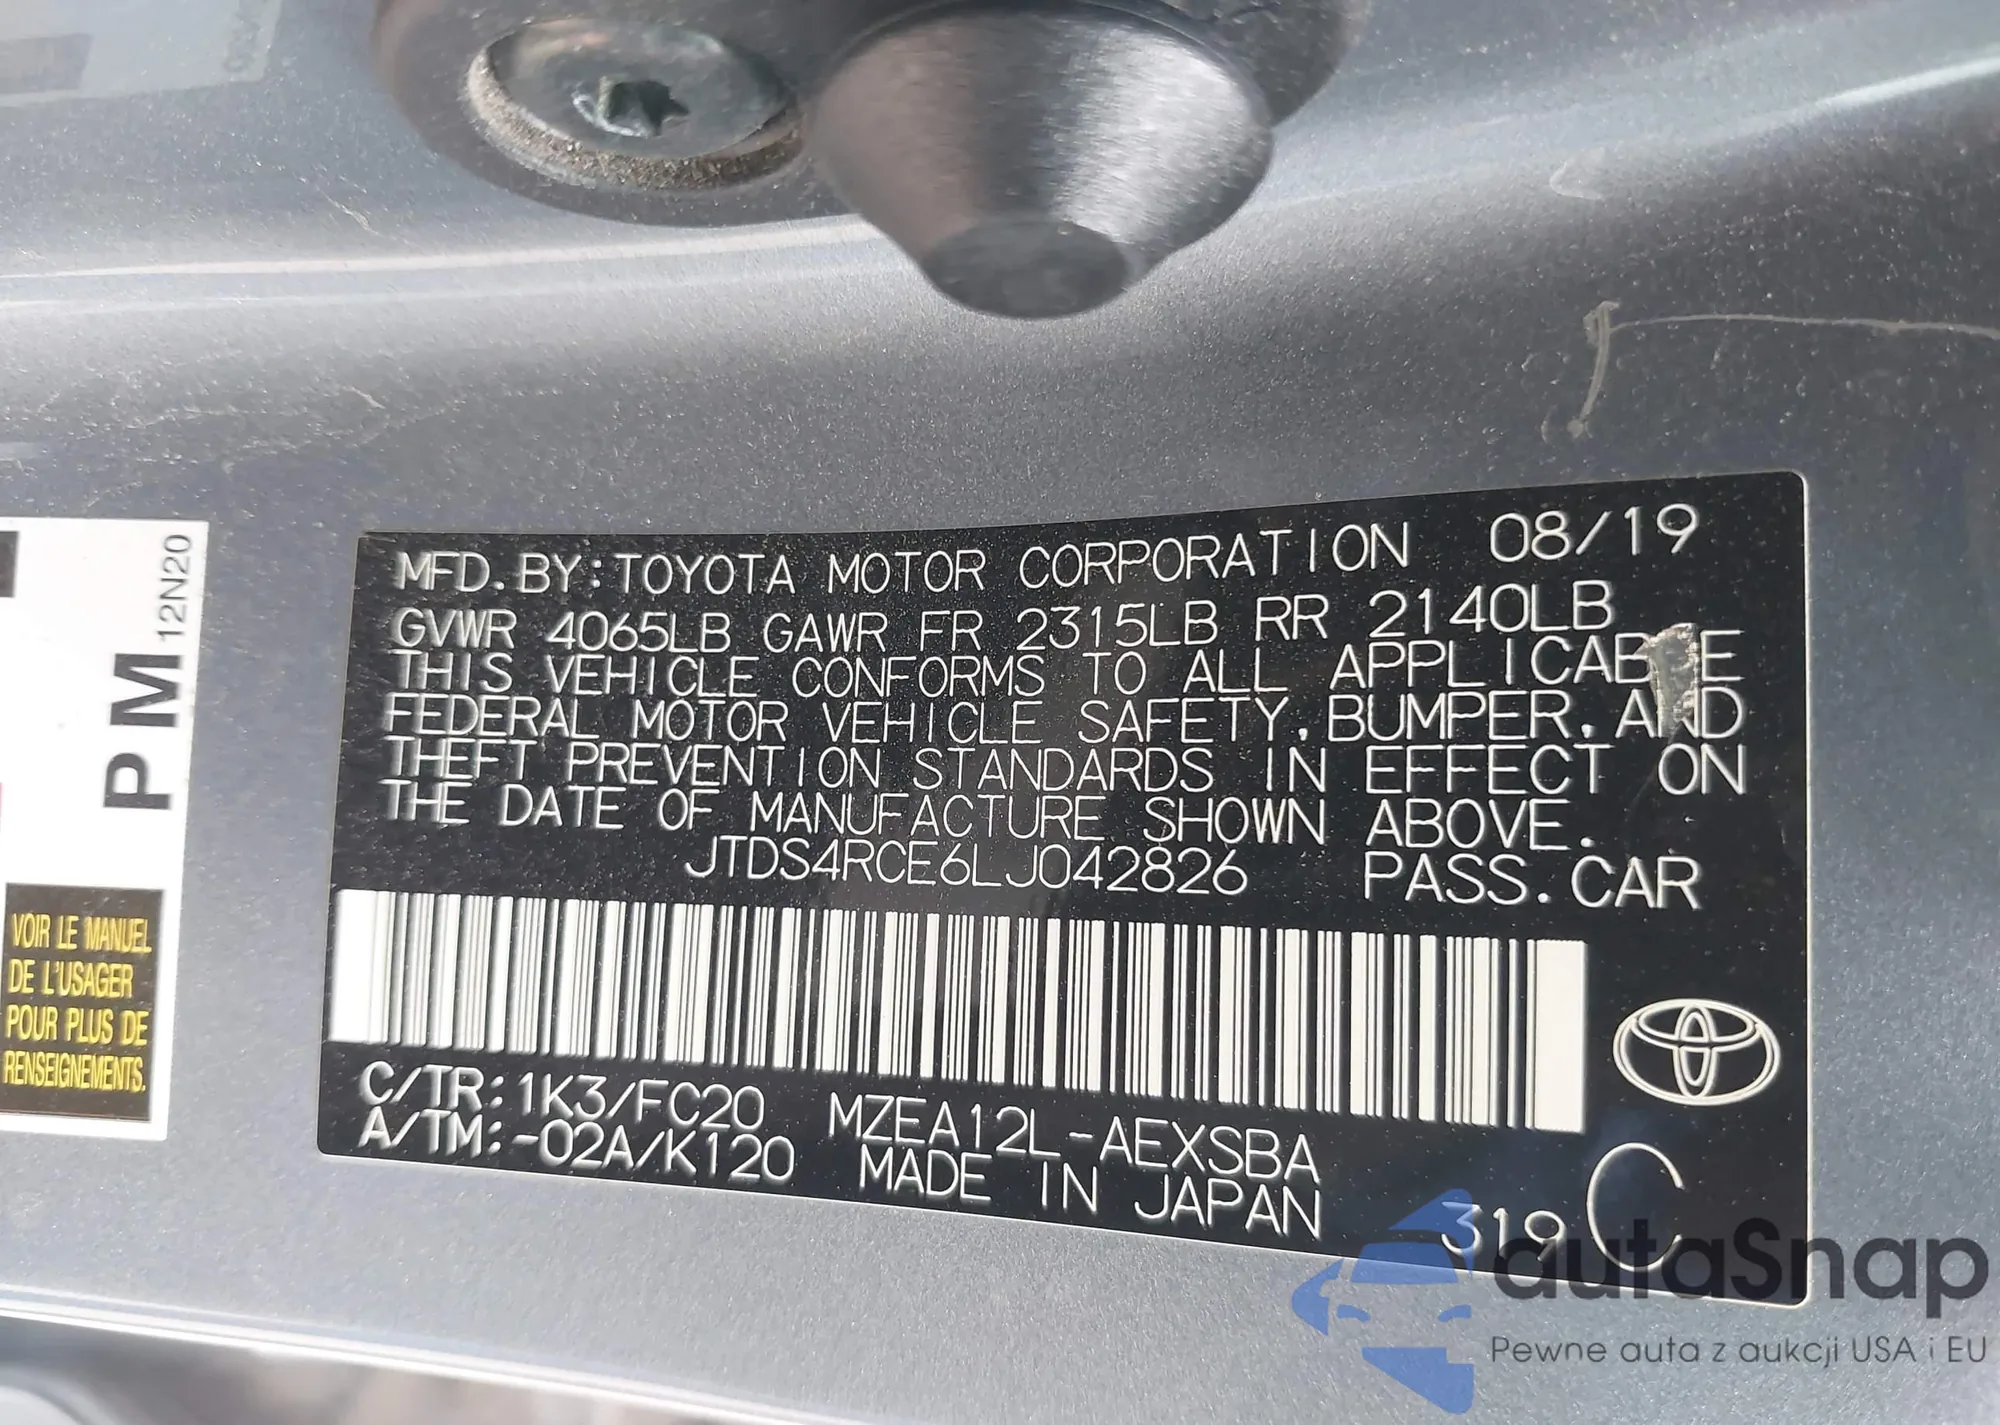 MFD. BY: TOYOTA MOTOR CORPORATION 08/19
GVWR 4065LB GAWR FR 2315LB RR 2140LB
THIS VEHICLE CONFORMS TO ALL APPLICABLE
FEDERAL MOTOR VEHICLE SAFETY, BUMPER, AND
THEFT PREVENTION STANDARDS IN EFFECT ON
THE DATE OF MANUFACTURE SHOWN ABOVE.
JTDS4RCE6LJ042826 PASS. CAR
C/TR: 1K3/FC20 MZEA12L-AEXSBA
A/TM: -02A/K120 MADE IN JAPAN
319 C
PM
12N20
VOIR LE MANUEL
DE L'USAGER
POUR PLUS DE
RENSEIGNEMENTS.
autaSnap
Pewne auta z aukcji USA i EU